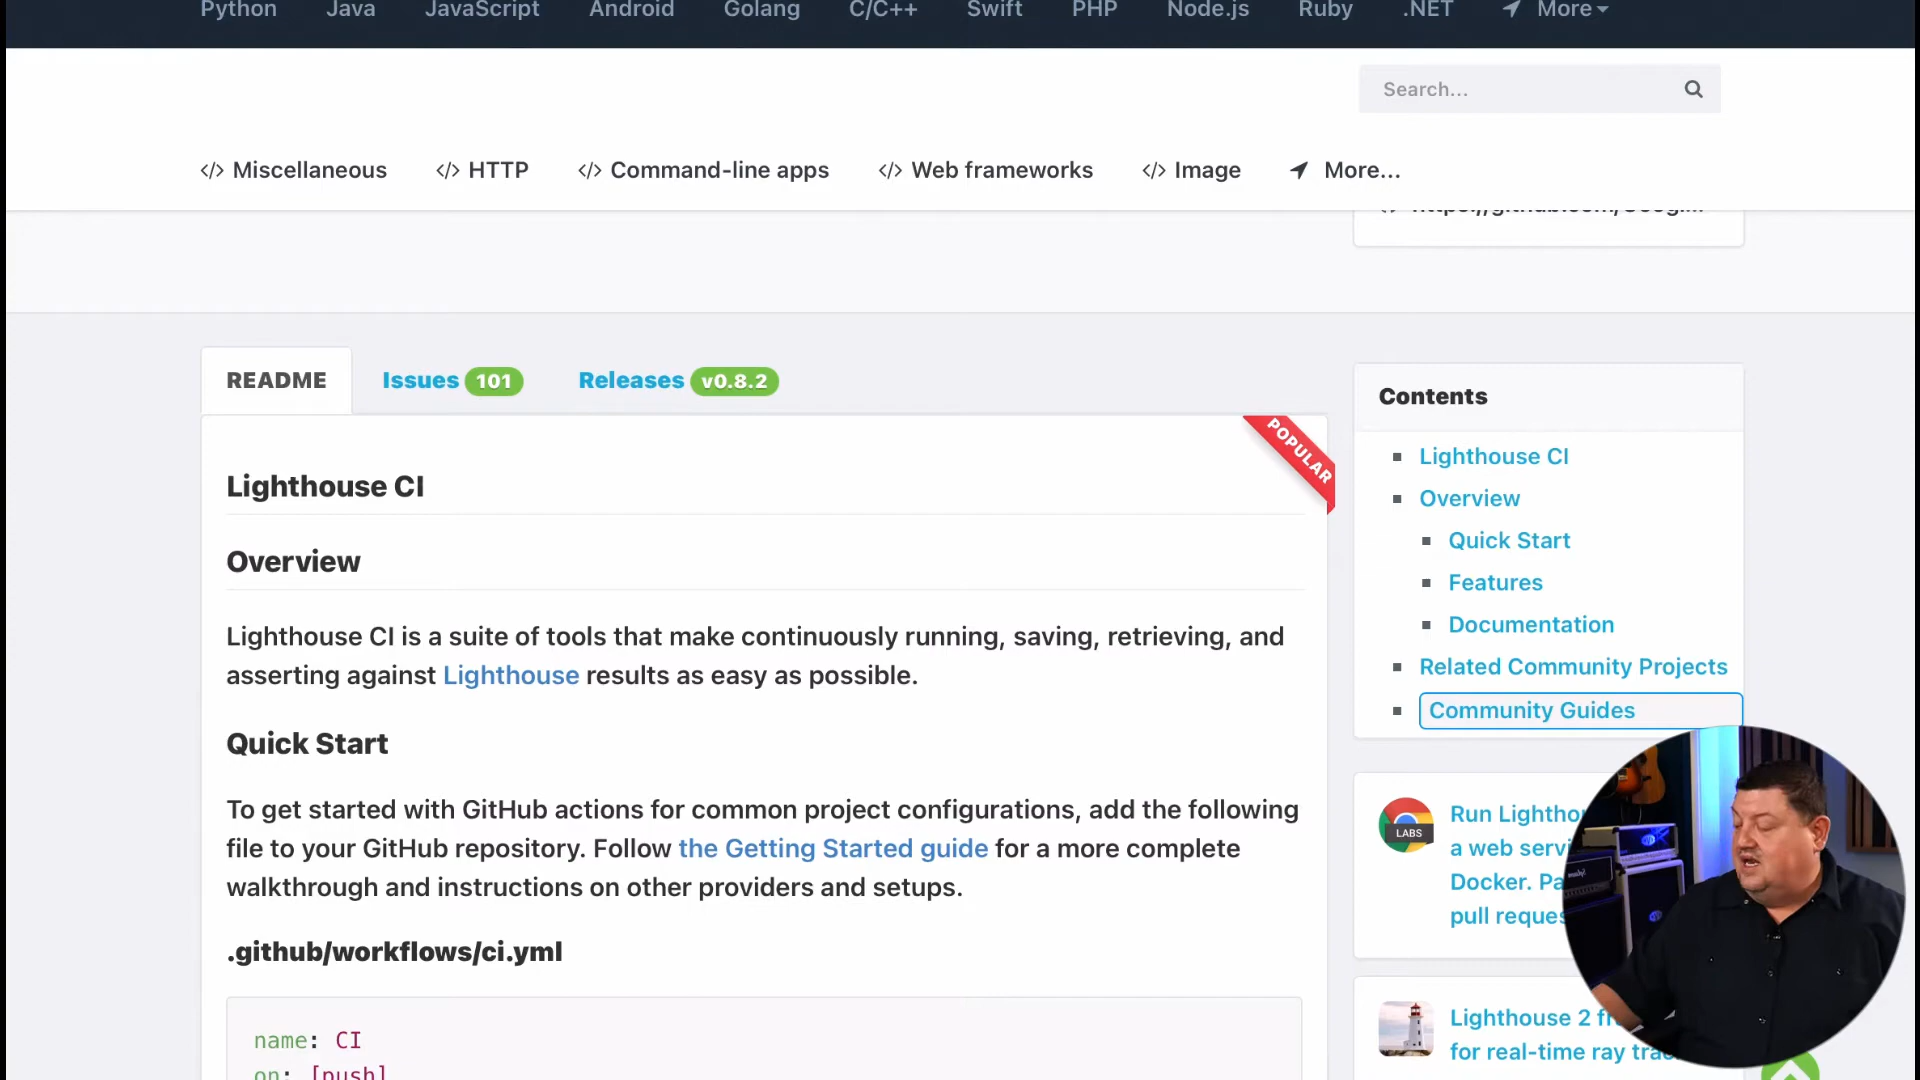 Python Java JavaScript Android Golang C/C++ Swift PHP Node.js Ruby .NET More
Search...
</> Miscellaneous </> HTTP </> Command-line apps </> Web frameworks </> Image More...
README Issues 101 Releases v0.8.2
POPULAR
Lighthouse CI
Overview
Lighthouse CI is a suite of tools that make continuously running, saving, retrieving, and
asserting against Lighthouse results as easy as possible.
Quick Start
To get started with GitHub actions for common project configurations, add the following
file to your GitHub repository. Follow the Getting Started guide for a more complete
walkthrough and instructions on other providers and setups.
.github/workflows/ci.yml
name: CI
on: [push]
Contents
Lighthouse CI
Overview
Quick Start
Features
Documentation
Related Community Projects
Community Guides
LABS
Run
a web
Docker.
pull
Lighthouse 2
for real-time ray